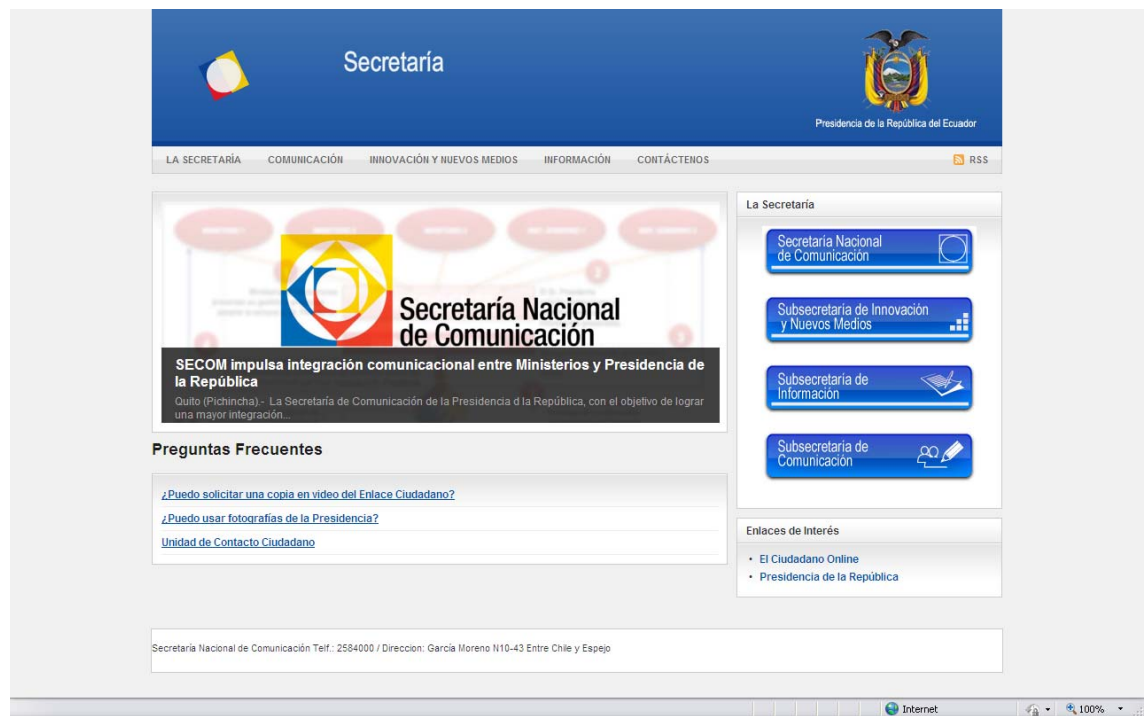 Secretaría
Presidencia de la República del Ecuador
LA SECRETARÍA COMUNICACIÓN INNOVACIÓN Y NUEVOS MEDIOS INFORMACIÓN CONTÁCTENOS RSS
Secretaría Nacional
de Comunicación
SECOM impulsa integración comunicacional entre Ministerios y Presidencia de
la República
Quito (Pichincha).- La Secretaría de Comunicación de la Presidencia d la República, con el objetivo de lograr
una mayor integración...
Preguntas Frecuentes
¿Puedo solicitar una copia en video del Enlace Ciudadano?
¿Puedo usar fotografías de la Presidencia?
Unidad de Contacto Ciudadano
La Secretaría
Secretaria Nacional
de Comunicación
Subsecretaria de Innovación
y Nuevos Medios
Subsecretaría de
Información
Subsecretaria de
Comunicación
Enlaces de Interés
• El Ciudadano Online
• Presidencia de la República
Secretaría Nacional de Comunicación Telf.: 2584000 / Direccion: García Moreno N10-43 Entre Chile y Espejo
Internet 100%